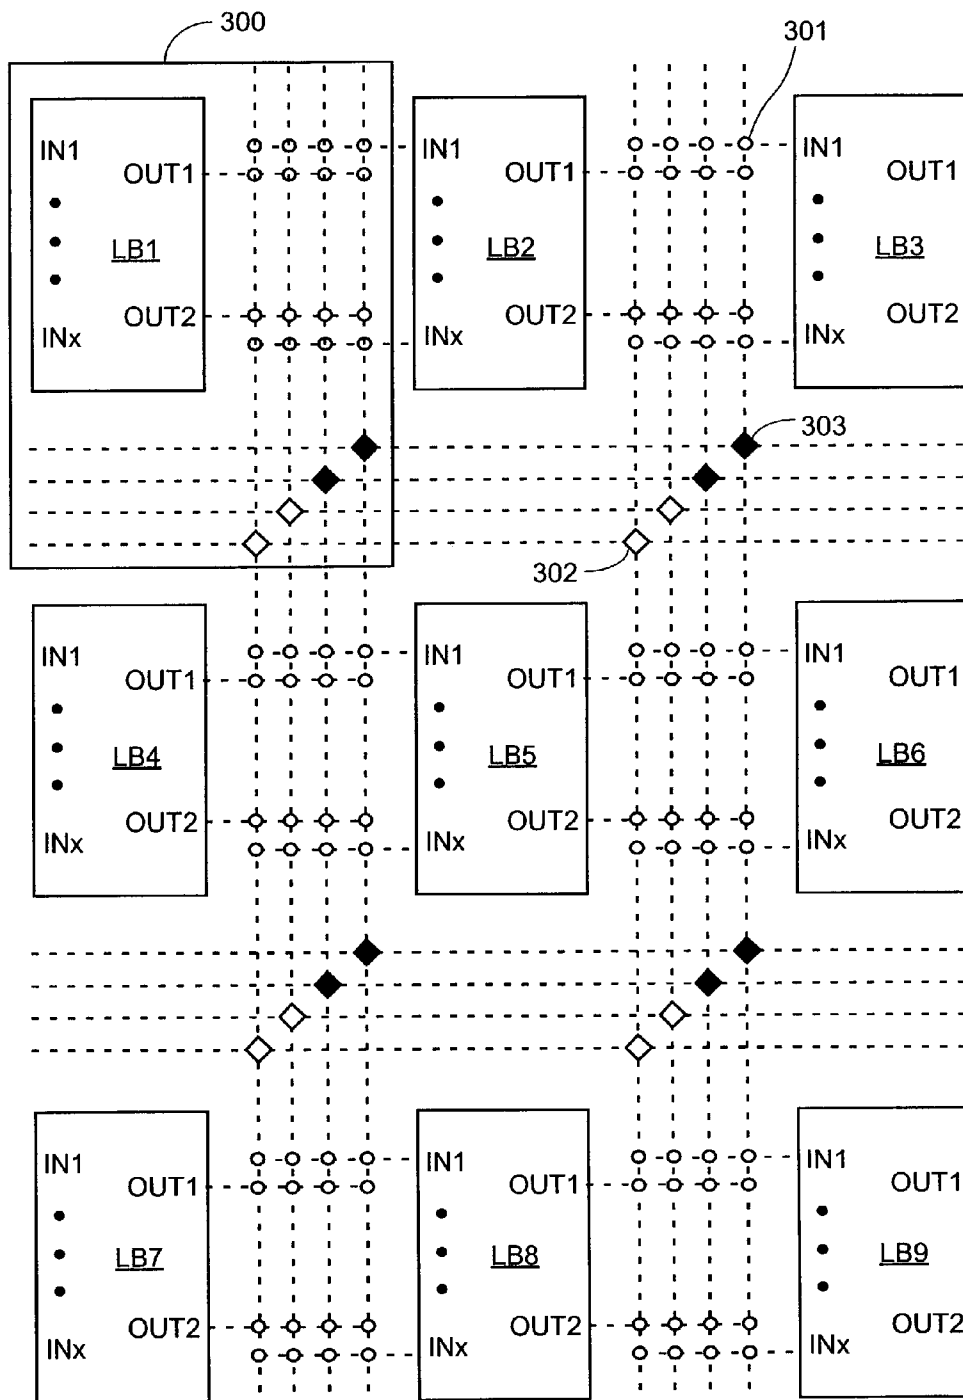 300
301
IN1
OUT1
LB1
OUT2
INx
IN1
OUT1
LB2
OUT2
INx
IN1
OUT1
LB3
OUT2
INx
303
302
IN1
OUT1
LB4
OUT2
INx
IN1
OUT1
LB5
OUT2
INx
IN1
OUT1
LB6
OUT2
INx
IN1
OUT1
LB7
OUT2
INx
IN1
OUT1
LB8
OUT2
INx
IN1
OUT1
LB9
OUT2
INx